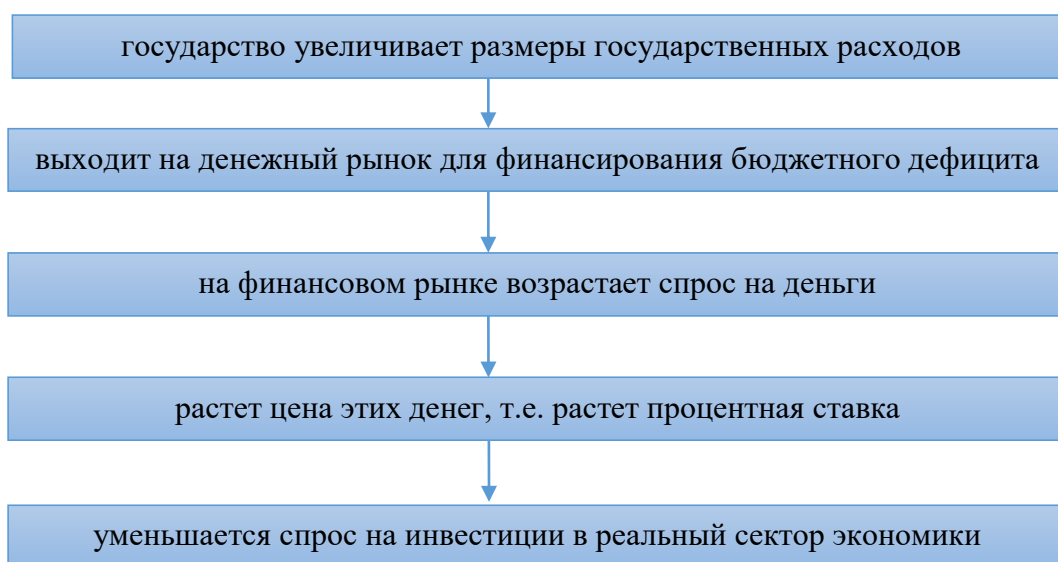 государство увеличивает размеры государственных расходов
выходит на денежный рынок для финансирования бюджетного дефицита
на финансовом рынке возрастает спрос на деньги
растет цена этих денег, т.е. растет процентная ставка
уменьшается спрос на инвестиции в реальный сектор экономики